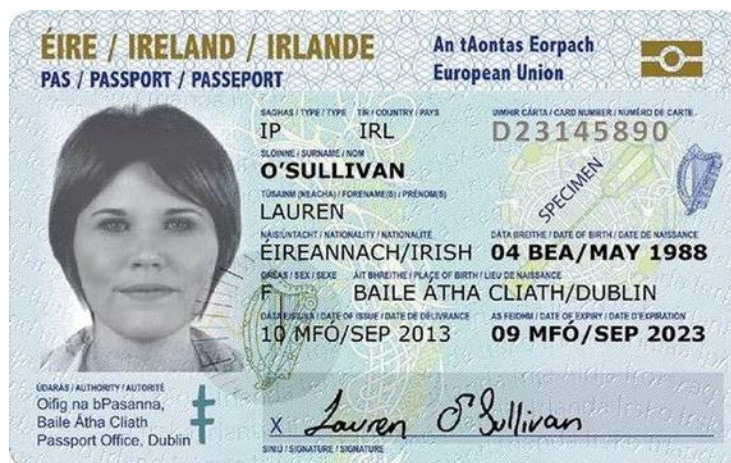 ÉIRE / IRELAND / IRLANDE
An tAontas Eorpach
PAS / PASSPORT / PASSEPORT
European Union
SAGHAS / TYPE / TYPE TÍR / COUNTRY / PAYS UIMHIR CÁRTA / CARD NUMBER / NUMÉRO DE CARTE
IP IRL D23145890
SLOINNE / SURNAME / NOM
O'SULLIVAN
SPECIMEN
TÚSAINM (NEACHA) / FORENAME(S) / PRÉNOM(S)
LAUREN
NÁISIÚNTACHT / NATIONALITY / NATIONALITÉ DÁTA BREITHE / DATE OF BIRTH / DATE DE NAISSANCE
ÉIREANNACH/IRISH 04 BEA/MAY 1988
GNÉAS / SEX / SEXE ÁIT BHREITHE / PLACE OF BIRTH / LIEU DE NAISSANCE
F BAILE ÁTHA CLIATH/DUBLIN
DÁTA EISIÚNA / DATE OF ISSUE / DATE DE DÉLIVRANCE AS FEIDHM / DATE OF EXPIRY / DATE D'EXPIRATION
10 MFÓ/SEP 2013 09 MFÓ/SEP 2023
ÚDARÁS / AUTHORITY / AUTORITÉ
Oifig na bPasanna,
Baile Átha Cliath
Passport Office, Dublin
X Lauren O'Sullivan
SÍNIÚ / SIGNATURE / SIGNATURE